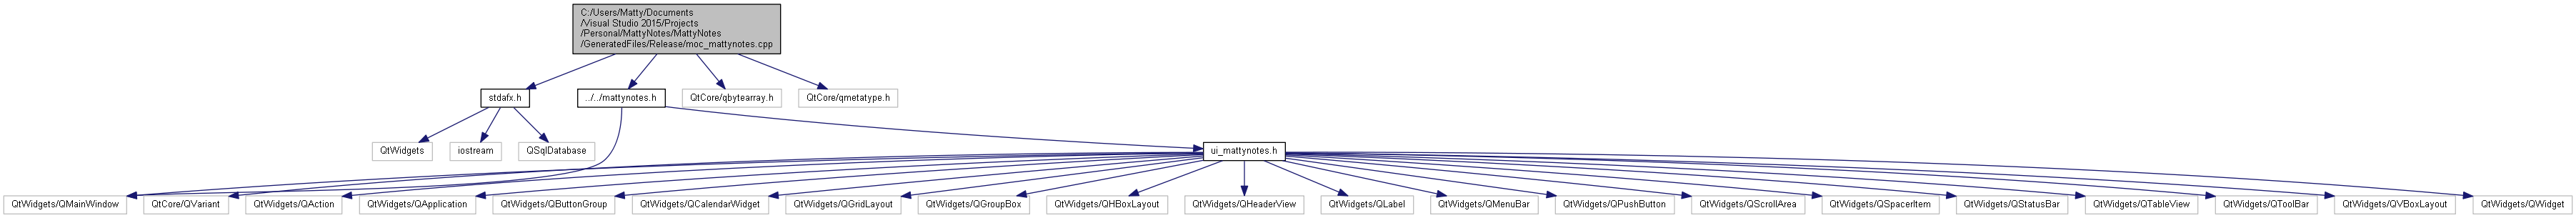 C:/Users/Matty/Documents
/Visual Studio 2015/Projects
/Personal/MattyNotes/MattyNotes
/GeneratedFiles/Release/moc_mattynotes.cpp
stdafx.h
../../mattynotes.h
QtCore/qbytearray.h
QtCore/qmetatype.h
QtWidgets
iostream
QSqlDatabase
ui_mattynotes.h
QtWidgets/QMainWindow
QtCore/QVariant
QtWidgets/QAction
QtWidgets/QApplication
QtWidgets/QButtonGroup
QtWidgets/QCalendarWidget
QtWidgets/QGridLayout
QtWidgets/QGroupBox
QtWidgets/QHBoxLayout
QtWidgets/QHeaderView
QtWidgets/QLabel
QtWidgets/QMenuBar
QtWidgets/QPushButton
QtWidgets/QScrollArea
QtWidgets/QSpacerItem
QtWidgets/QStatusBar
QtWidgets/QTableView
QtWidgets/QToolBar
QtWidgets/QVBoxLayout
QtWidgets/QWidget